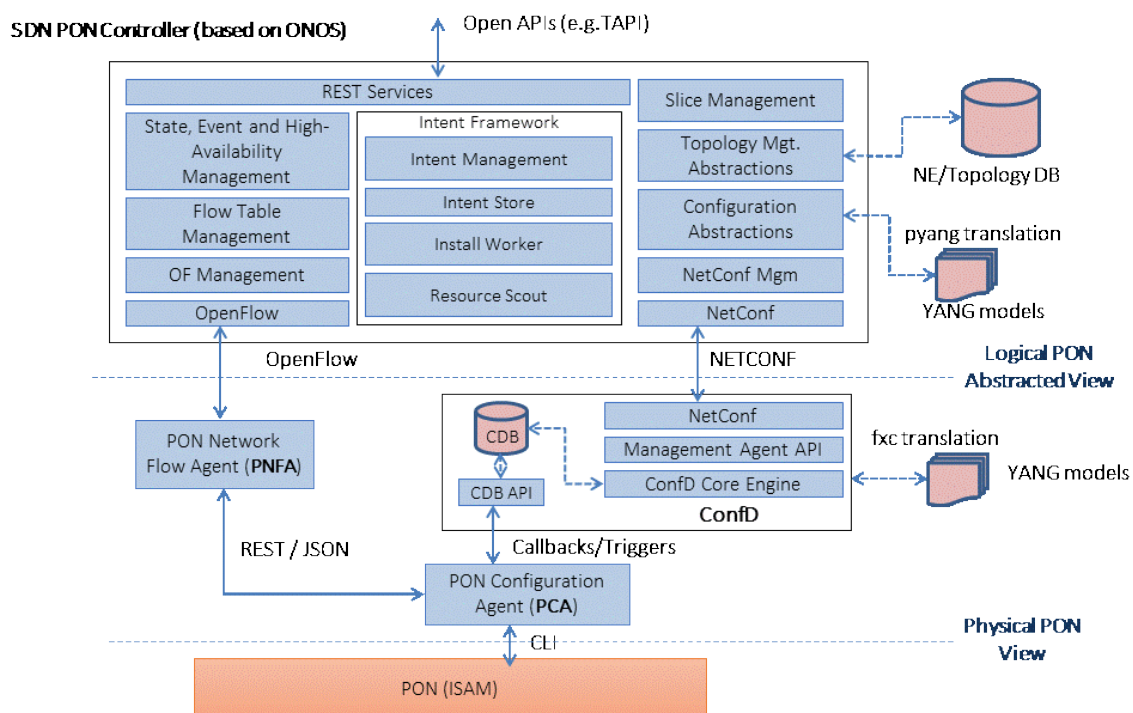 SDN PON Controller (based on ONOS)
Open APIs (e.g.TAPI)
REST Services
State, Event and High-
Availability
Management
Flow Table
Management
OF Management
OpenFlow
Intent Framework
Intent Management
Intent Store
Install Worker
Resource Scout
Slice Management
Topology Mgt.
Abstractions
Configuration
Abstractions
NetConf Mgm
NetConf
NE/Topology DB
pyang translation
YANG models
OpenFlow
NETCONF
Logical PON
Abstracted View
PON Network
Flow Agent (PNFA)
CDB
CDB API
NetConf
Management Agent API
ConfD Core Engine
ConfD
fxc translation
YANG models
REST / JSON
Callbacks/Triggers
PON Configuration
Agent (PCA)
CLI
Physical PON
View
PON (ISAM)